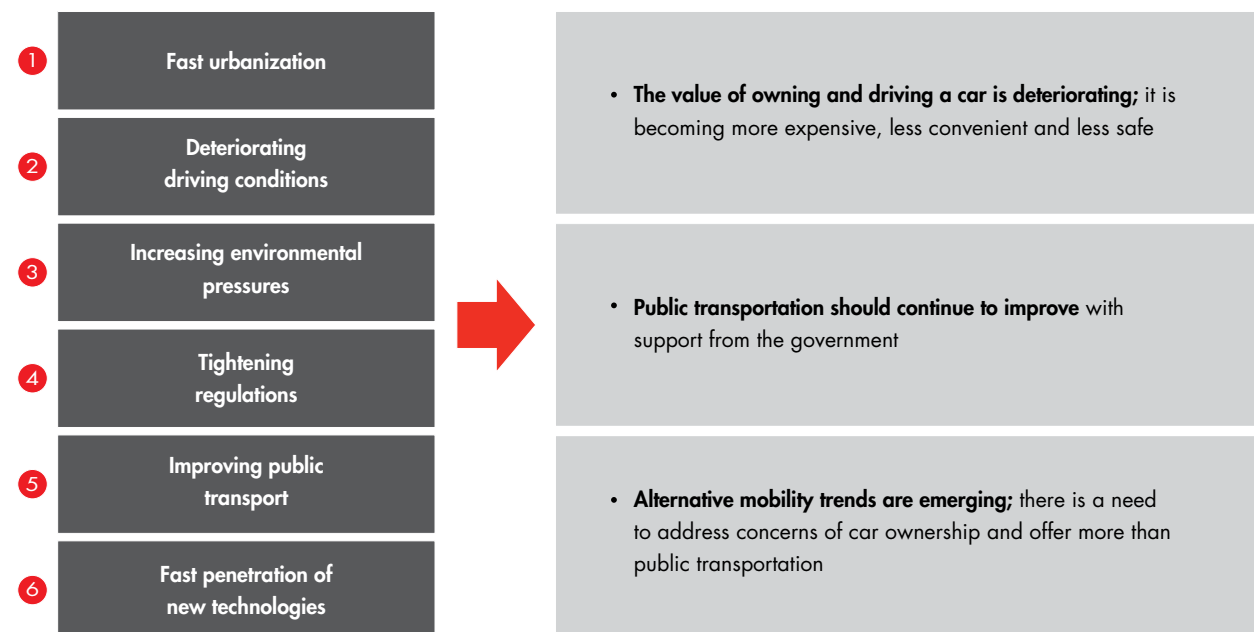 1
Fast urbanization
2
Deteriorating
driving conditions
3
Increasing environmental
pressures
4
Tightening
regulations
5
Improving public
transport
6
Fast penetration of
new technologies
• The value of owning and driving a car is deteriorating; it is
becoming more expensive, less convenient and less safe
• Public transportation should continue to improve with
support from the government
• Alternative mobility trends are emerging; there is a need
to address concerns of car ownership and offer more than
public transportation